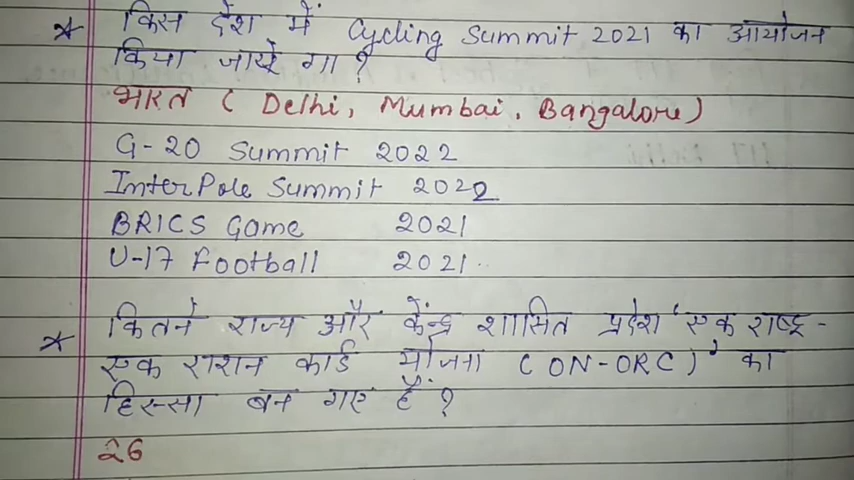 * किस देश में Cycling Summit 2021 का आयोजन
किया जाये गा ?
भारत ( Delhi, Mumbai, Bangalore)
G-20 Summit 2022
InterPole Summit 2022
BRICS Game 2021
U-17 Football 2021
* कितने राज्य और केंन्द्र शासित प्रदेश ‘एक राष्ट्र-
एक राशन कार्ड योजना (ON-ORC)’ का
हिस्सा बन गएं हैं ?
26